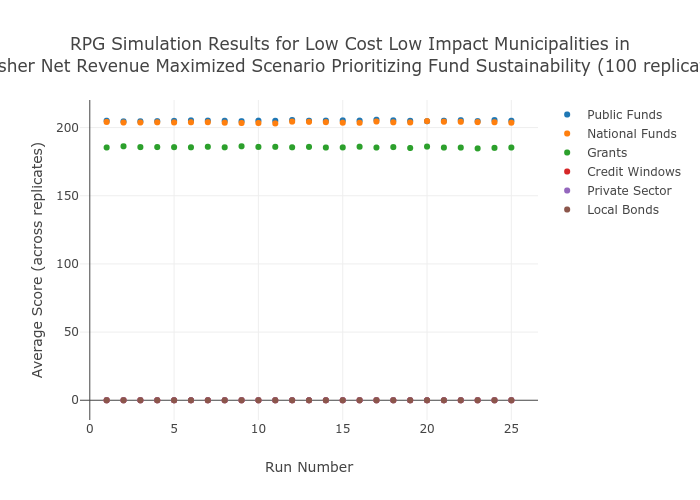 RPG Simulation Results for Low Cost Low Impact Municipalities in
Net Revenue Maximized Scenario Prioritizing Fund Sustainability (100
200
150
100
50
0
0
5
10
15
20
25
Average Score (across replicates)
Run Number
Public Funds
National Funds
Grants
Credit Windows
Private Sector
Local Bonds